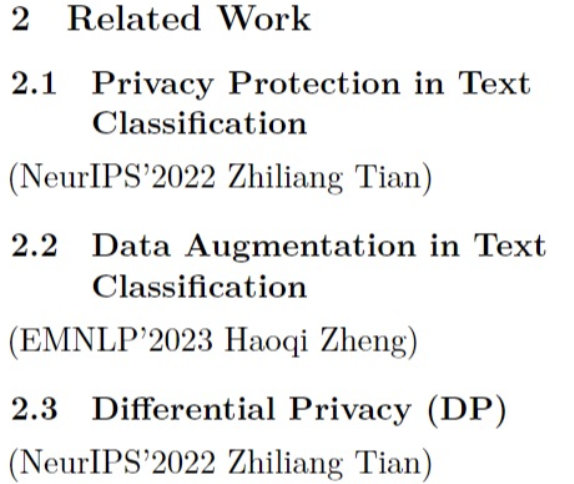 2 Related Work
2.1 Privacy Protection in Text
Classification
(NeurIPS’2022 Zhiliang Tian)
2.2 Data Augmentation in Text
Classification
(EMNLP’2023 Haoqi Zheng)
2.3 Differential Privacy (DP)
(NeurIPS’2022 Zhiliang Tian)